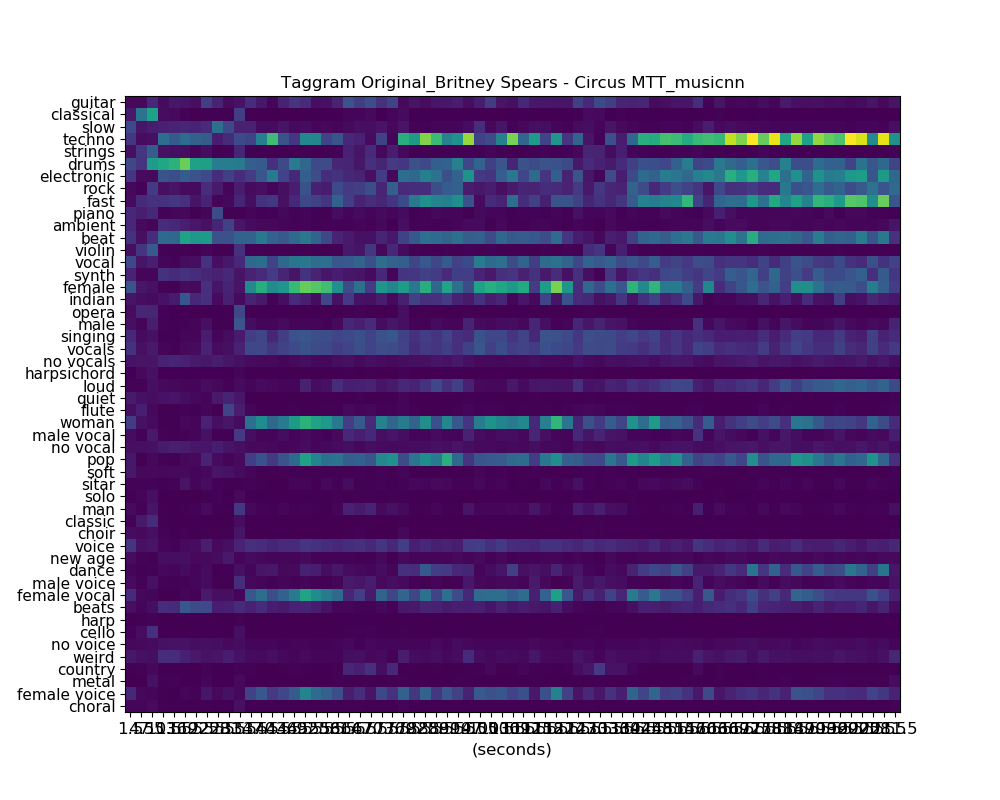 Taggram Original_Britney Spears - Circus MTT_musicnn
guitar
classical
slow
techno
strings
drums
electronic
rock
fast
piano
ambient
beat
violin
vocal
synth
female
indian
opera
male
singing
vocals
no vocals
harpsichord
loud
quiet
flute
woman
male vocal
no vocal
pop
soft
sitar
solo
man
classic
choir
voice
new age
dance
male voice
female vocal
beats
harp
cello
no voice
weird
country
metal
female voice
choral
(seconds)